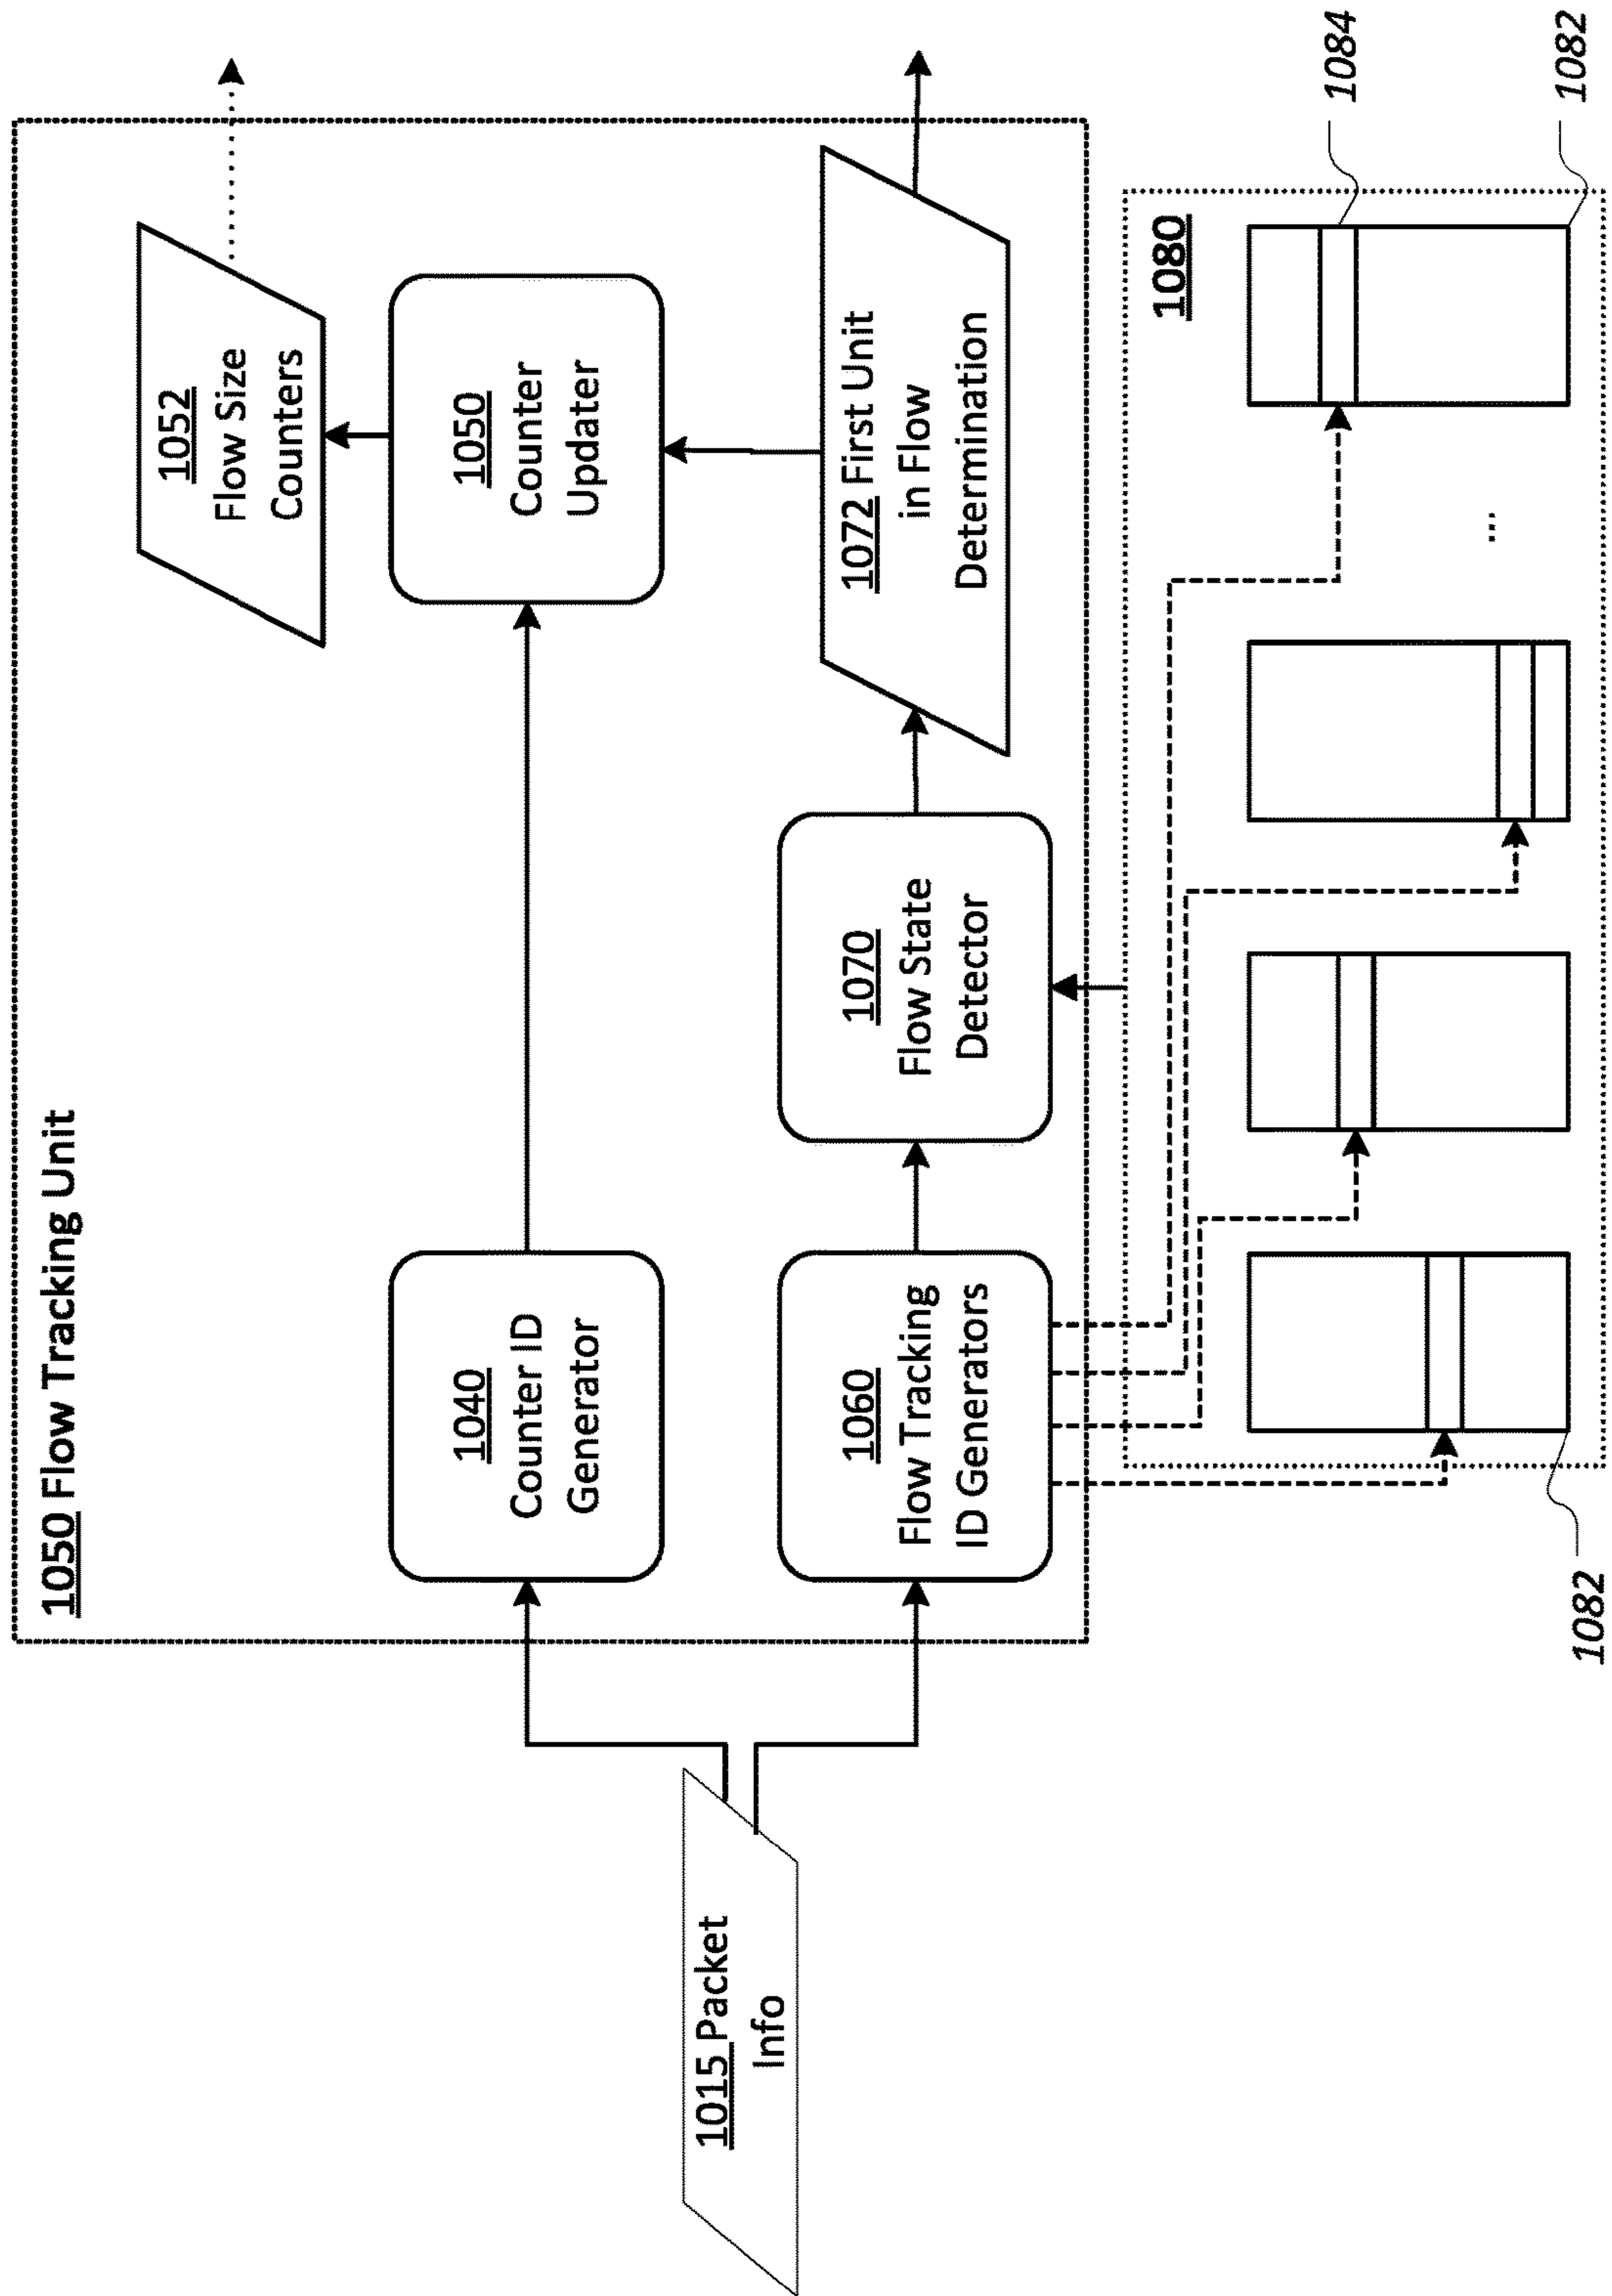 1050 Flow Tracking Unit
1052
Flow Size
Counters
1040
Counter ID
Generator
1050
Counter
Updater
1015 Packet
Info
1060
Flow Tracking
ID Generators
1070
Flow State
Detector
1072 First Unit
in Flow
Determination
1080
1084
...
1082
1082